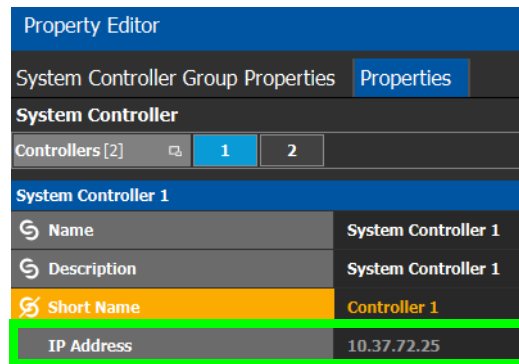 Property Editor
System Controller Group Properties Properties
System Controller
Controllers [2] 1 2
System Controller 1
Name System Controller 1
Description System Controller 1
Short Name Controller 1
IP Address 10.37.72.25